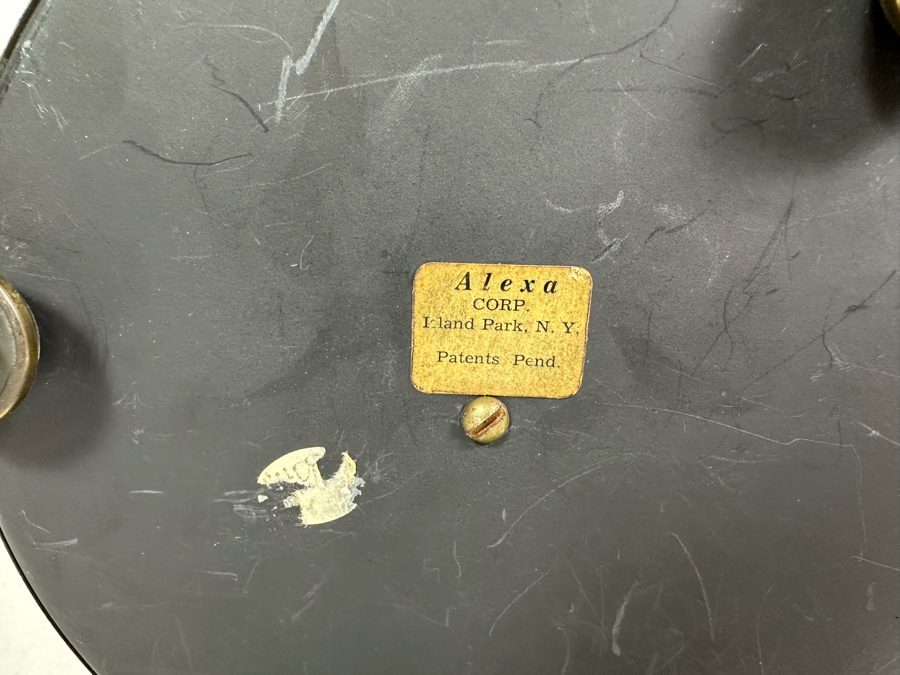 Alexa
CORP.
Island Park, N. Y.
Patents Pend.